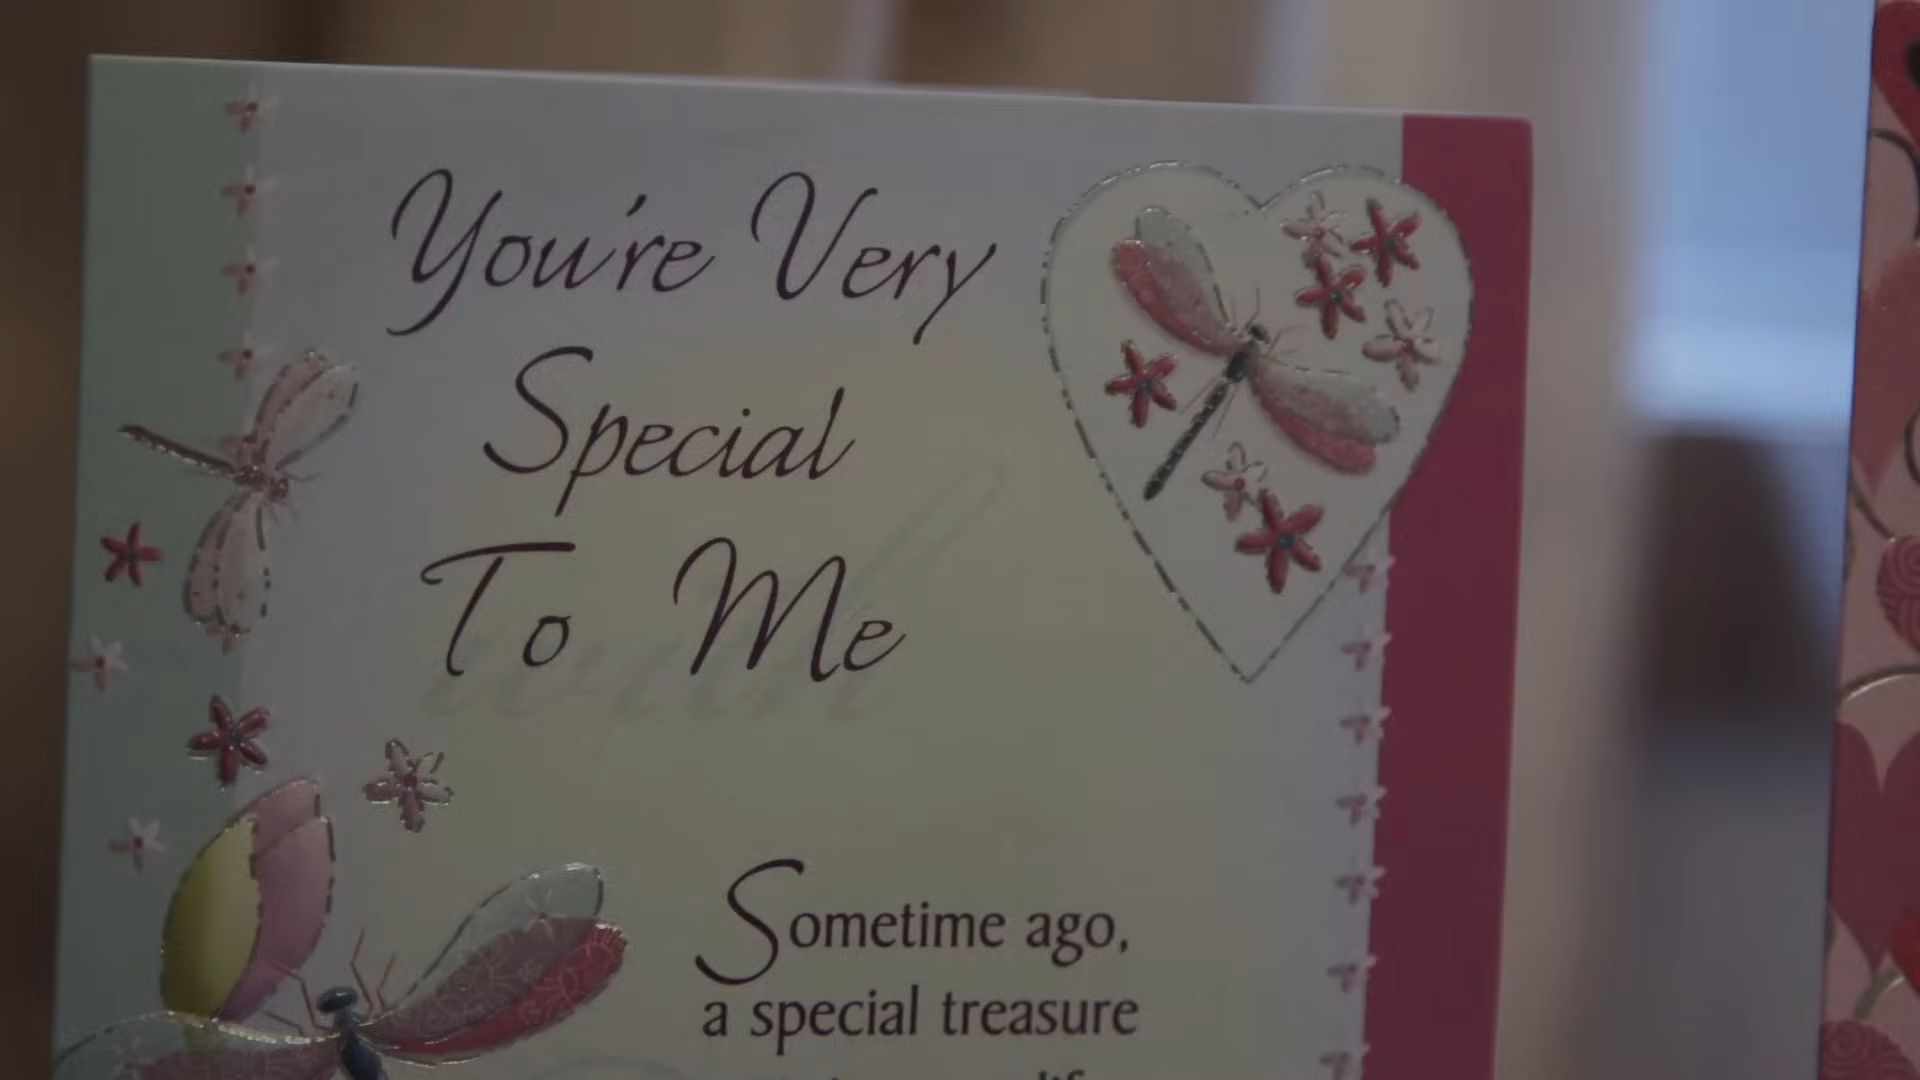 You're Very
Special
To Me
Sometime ago,
a special treasure